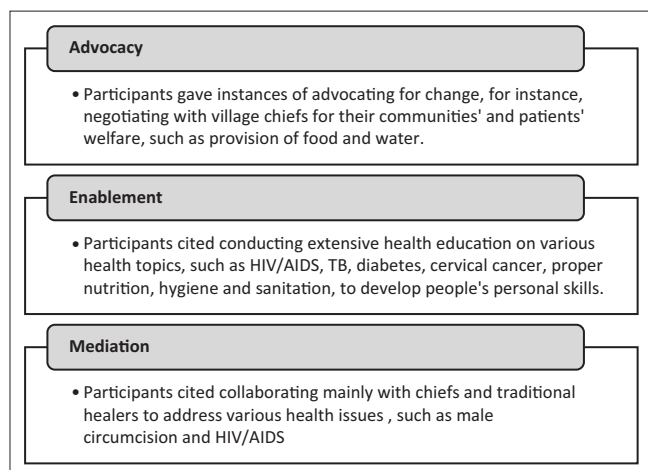 Advocacy
• Participants gave instances of advocating for change, for instance,
negotiating with village chiefs for their communities' and patients'
welfare, such as provision of food and water.
Enablement
• Participants cited conducting extensive health education on various
health topics, such as HIV/AIDS, TB, diabetes, cervical cancer, proper
nutrition, hygiene and sanitation, to develop people's personal skills.
Mediation
• Participants cited collaborating mainly with chiefs and traditional
healers to address various health issues , such as male
circumcision and HIV/AIDS